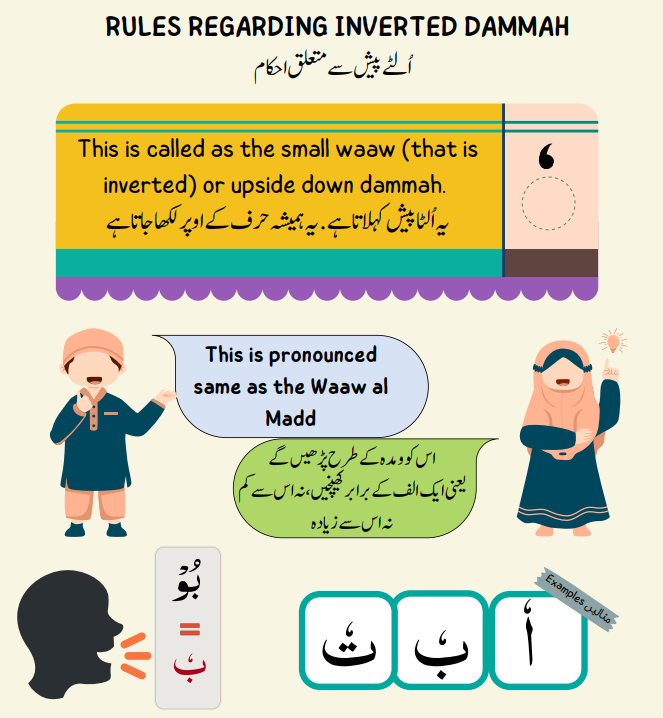 RULES REGARDING INVERTED DAMMAH
اُلٹے پیش سے متعلق احکام
This is called as the small waaw (that is
inverted) or upside down dammah.
یہ اُلٹا پیش کہلاتا ہے۔ یہ ہمیشہ حرف کے اوپر لکھا جاتا ہے
This is pronounced
same as the Waaw al
Madd
اس کو ومدہ کے طرح پڑھیں گے
یعنی ایک الف کے برابر کھینچیں، نہ اس سے کم
نہ اس سے زیادہ
بُوْ
=
بٗ
Examples مثالیں
اٗ بٗ تٗ